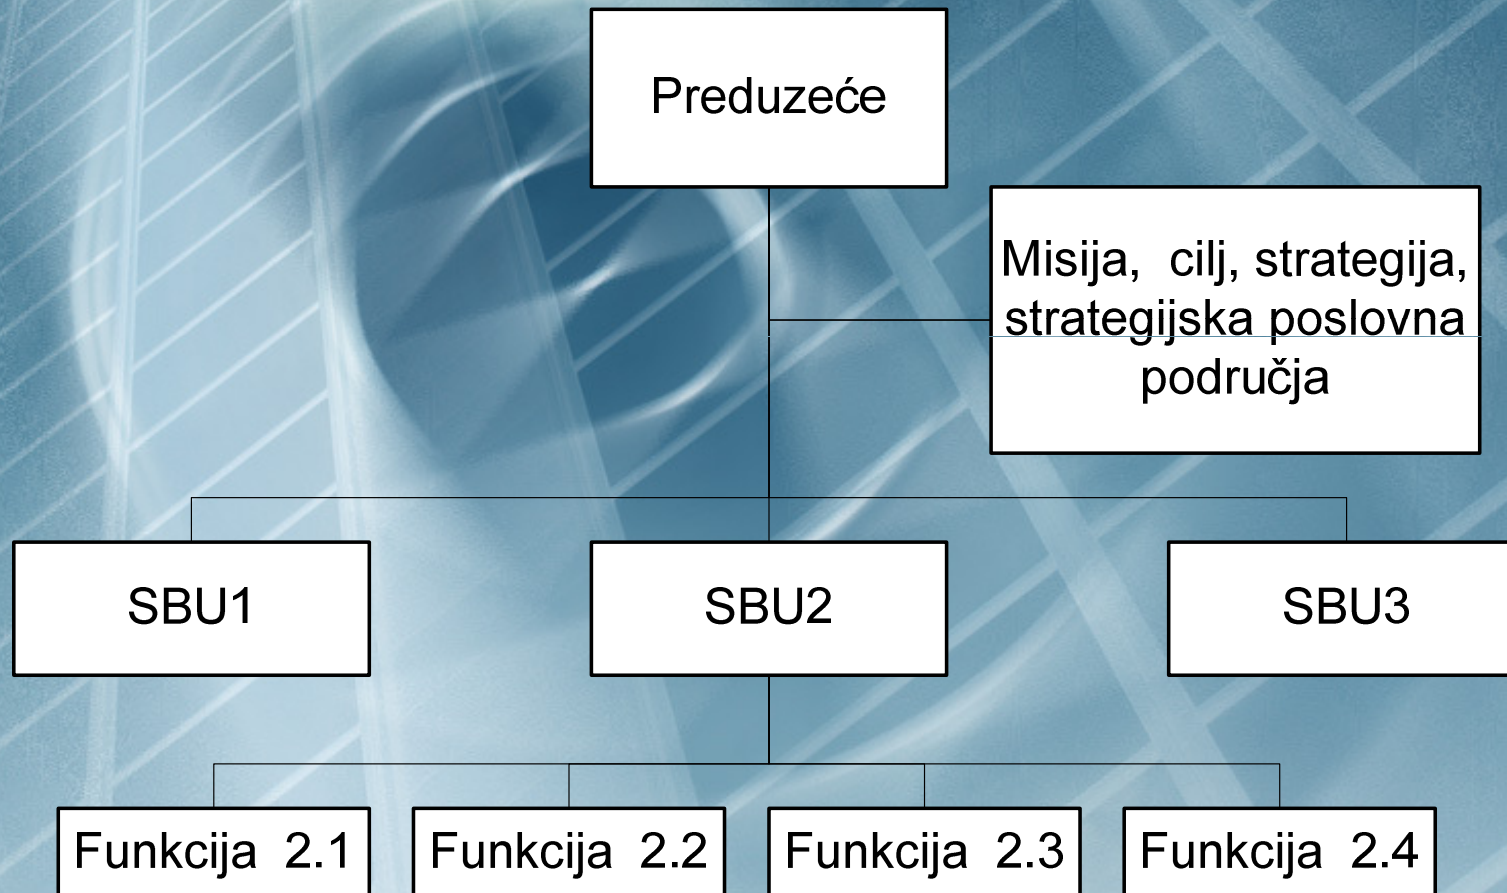 Preduzeće
Misija, cilj, strategija,
strategijska poslovna
područja
SBU1
SBU2
SBU3
Funkcija 2.1
Funkcija 2.2
Funkcija 2.3
Funkcija 2.4